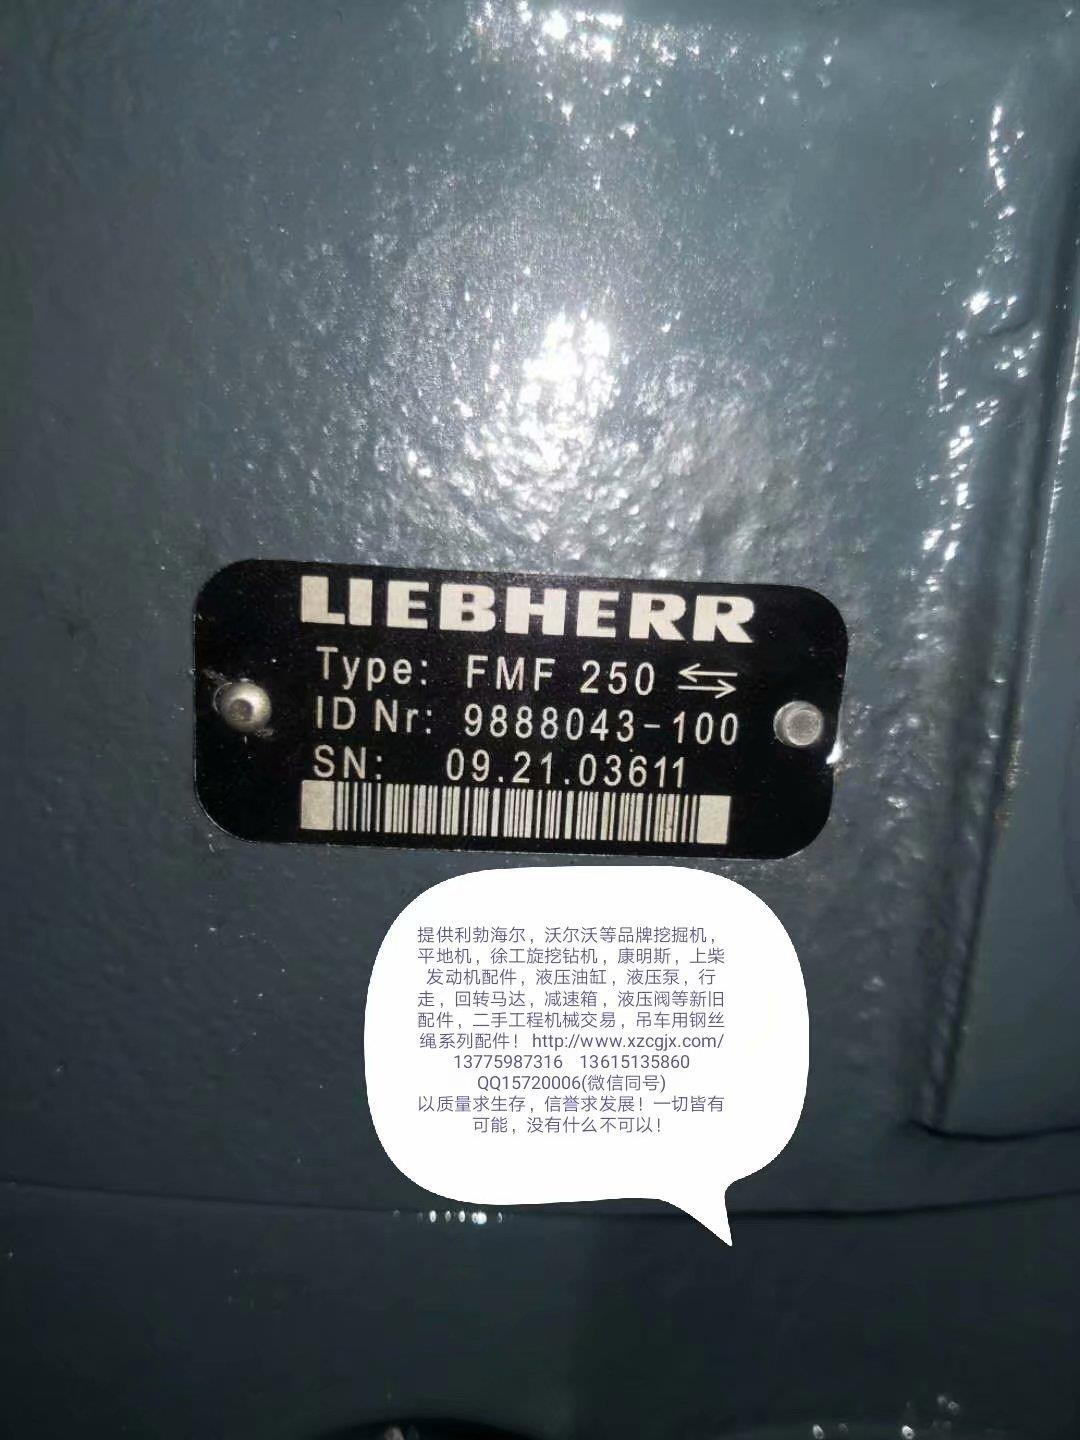 LIEBHERR
Type: FMF 250 ⇆
ID Nr: 9888043-100
SN: 09.21.03611
提供利勃海尔，沃尔沃等品牌挖掘机，
平地机，徐工旋挖钻机，康明斯，上柴
发动机配件，液压油缸，液压泵，行
走，回转马达，减速箱，液压阀等新旧
配件，二手工程机械交易，吊车用钢丝
绳系列配件！http://www.xzcgjx.com/
13775987316 13615135860
QQ15720006(微信同号)
以质量求生存，信誉求发展！一切皆有
可能，没有什么不可以！